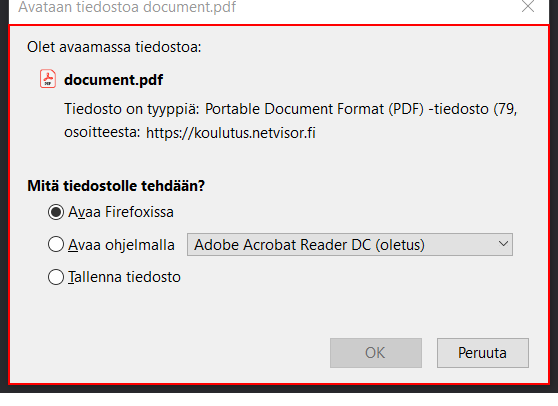 Avataan tiedostoa document.pdf
Olet avaamassa tiedostoa:
document.pdf
Tiedosto on tyyppiä: Portable Document Format (PDF) -tiedosto (79,
osoitteesta: https://koulutus.netvisor.fi
Mitä tiedostolle tehdään?
Avaa Firefoxissa
Avaa ohjelmalla Adobe Acrobat Reader DC (oletus)
Tallenna tiedosto
OK Peruuta